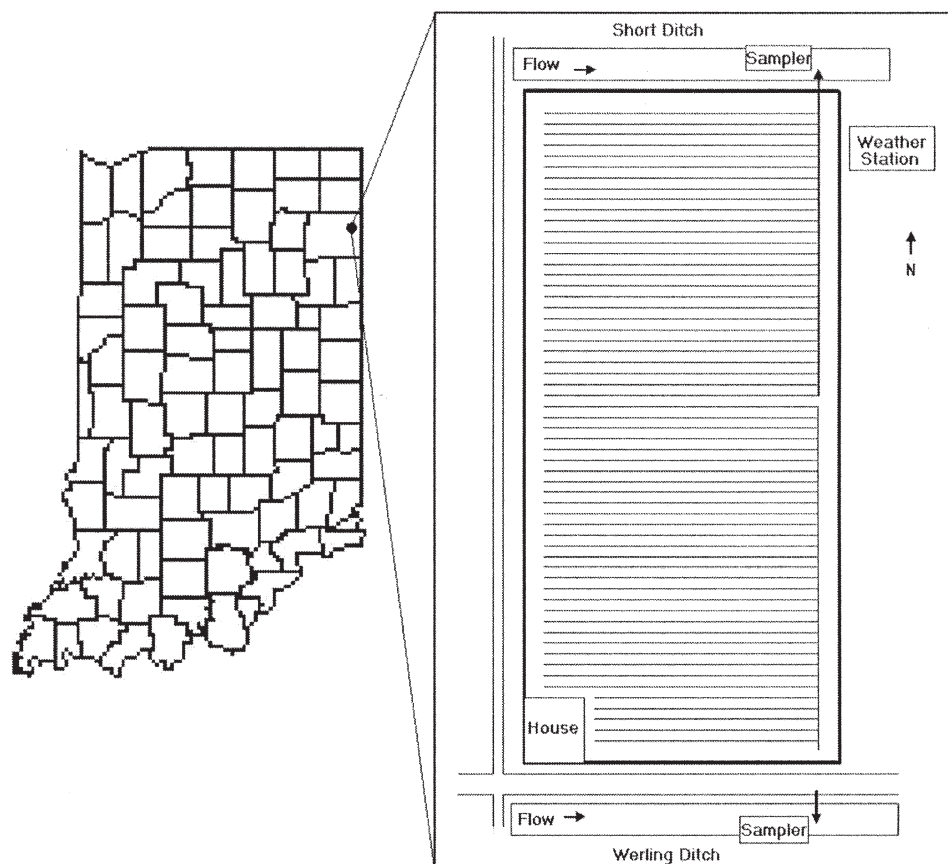 Short Ditch
Flow
Sampler
Weather
Station
N
House
Flow
Sampler
Werling Ditch